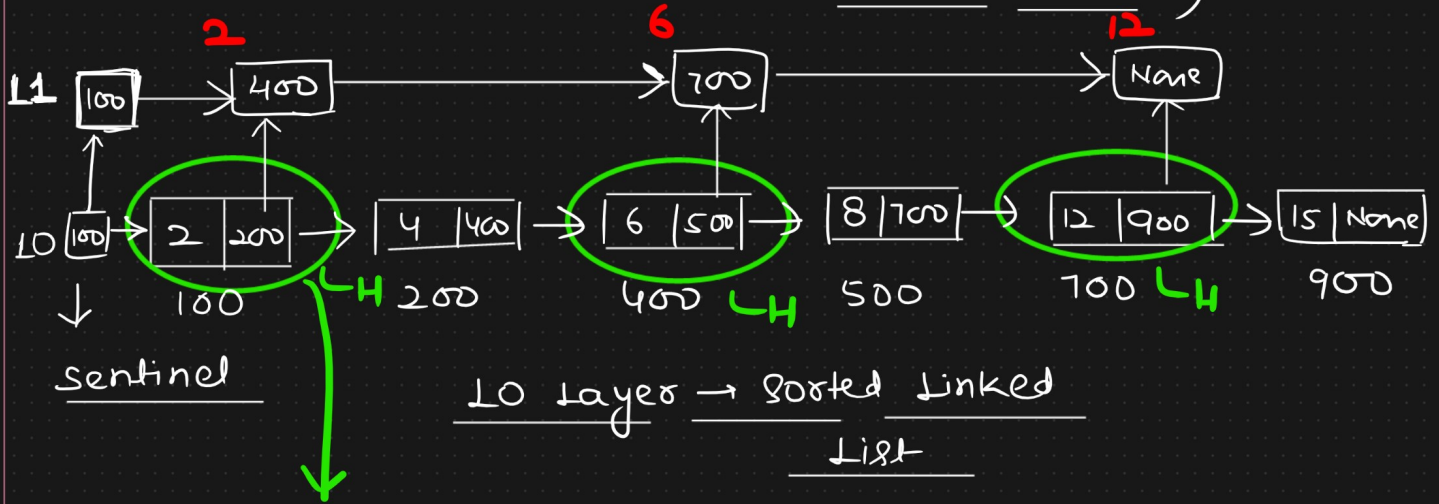 2 6 12
L1 100 400 700 None
L0 100 2 200 4 400 6 500 8 700 12 900 15 None
100 H 200 400 H 500 700 H 900
Sentinel
L0 Layer → Sorted Linked
List